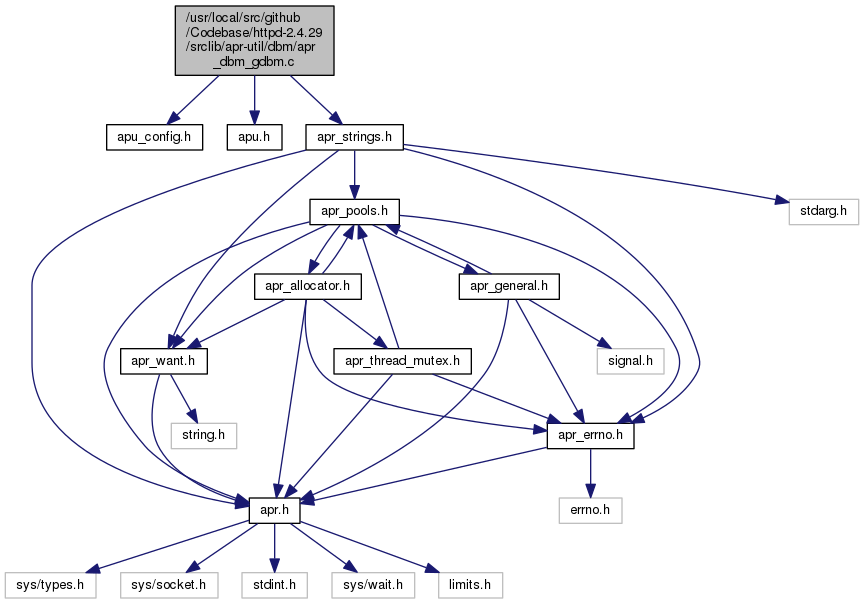 /usr/local/src/github
/Codebase/httpd-2.4.29
/srclib/apr-util/dbm/apr
_dbm_gdbm.c
apu_config.h
apu.h
apr_strings.h
apr_pools.h
stdarg.h
apr_allocator.h
apr_general.h
apr_want.h
apr_thread_mutex.h
signal.h
string.h
apr_errno.h
apr.h
errno.h
sys/types.h
sys/socket.h
stdint.h
sys/wait.h
limits.h